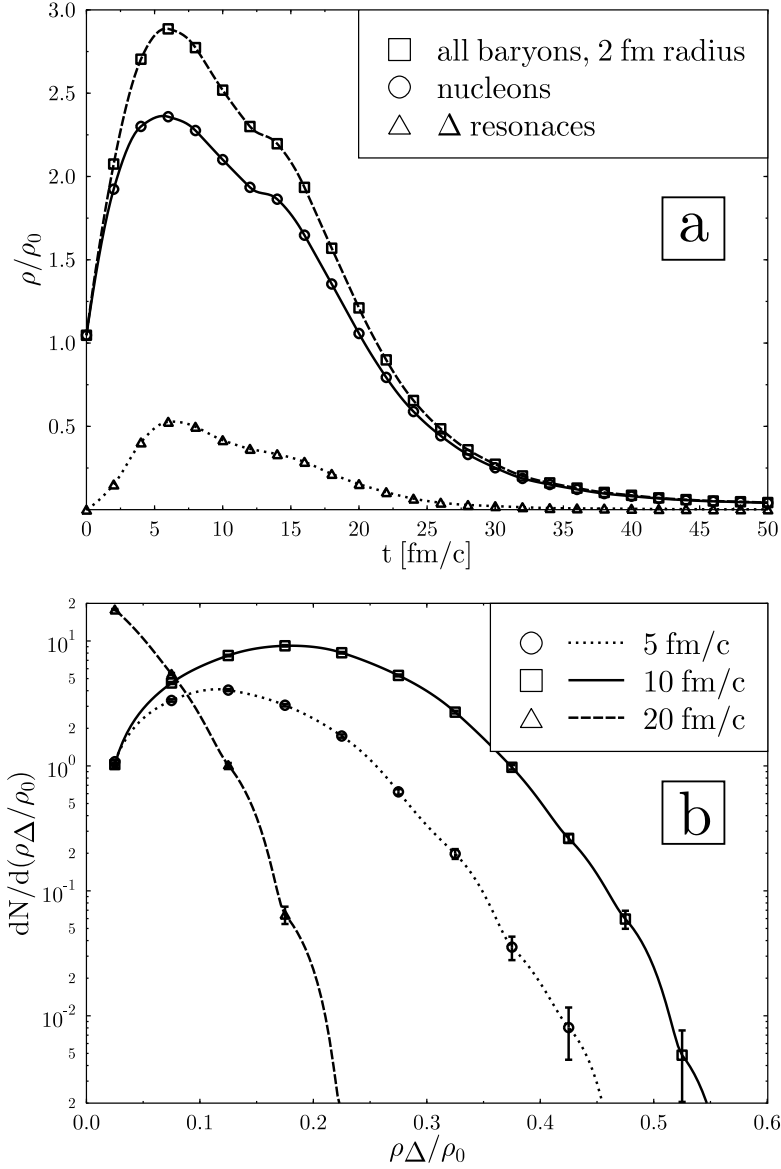 3.0
2.5
2.0
1.5
1.0
0.5
ρ/ρ₀
all baryons, 2 fm radius
nucleons
Δ resonaces
a
0 5 10 15 20 25 30 35 40 45 50
t [fm/c]
2
10¹
5
2
10⁰
5
2
10⁻¹
5
2
10⁻²
5
2
dN/d(ρΔ/ρ₀)
5 fm/c
10 fm/c
20 fm/c
b
0.0 0.1 0.2 0.3 0.4 0.5 0.6
ρΔ/ρ₀